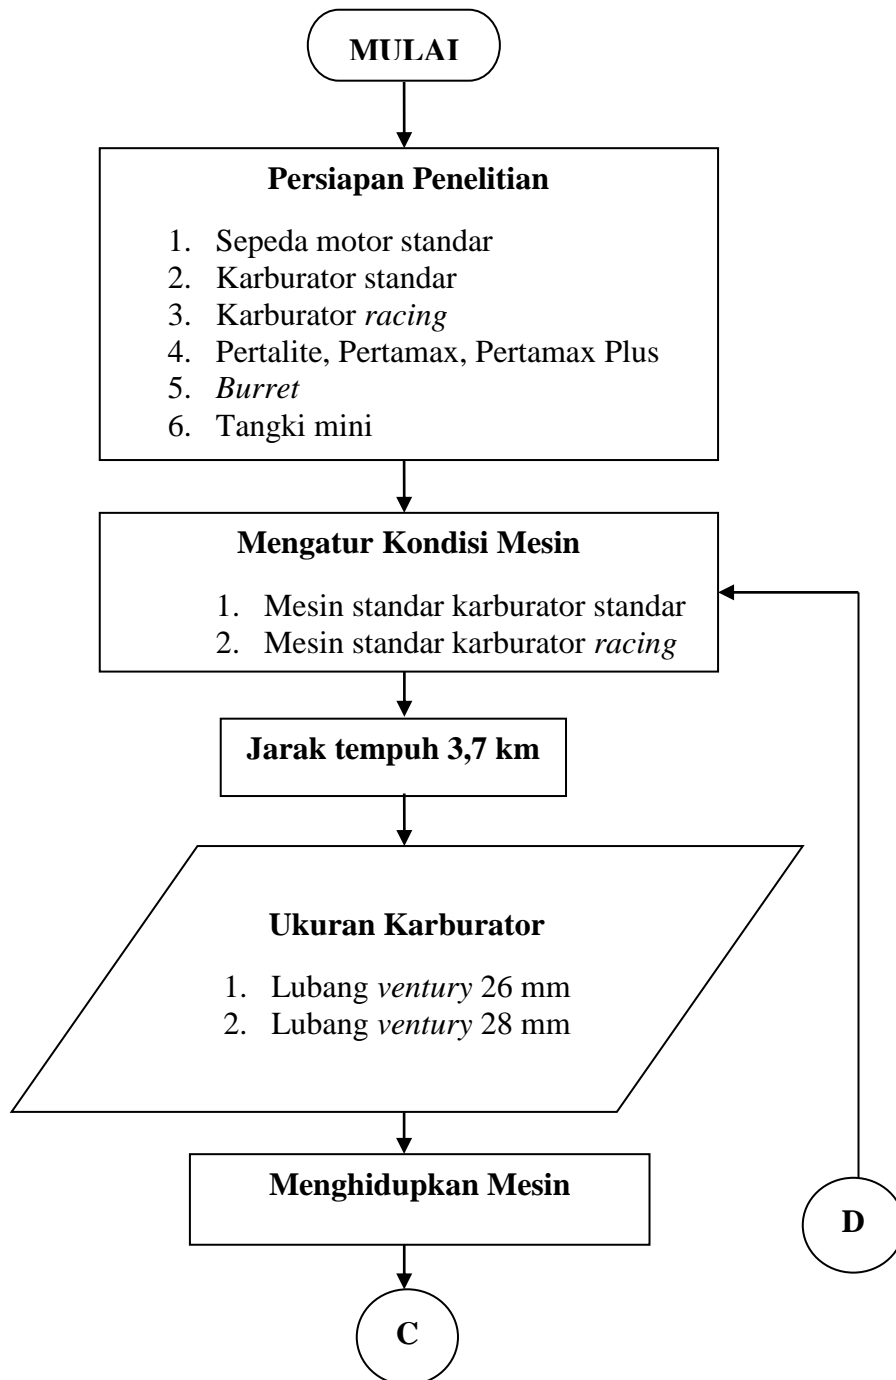 MULAI
Persiapan Penelitian
1. Sepeda motor standar
2. Karburator standar
3. Karburator racing
4. Pertalite, Pertamax, Pertamax Plus
5. Burret
6. Tangki mini
Mengatur Kondisi Mesin
1. Mesin standar karburator standar
2. Mesin standar karburator racing
Jarak tempuh 3,7 km
Ukuran Karburator
1. Lubang ventury 26 mm
2. Lubang ventury 28 mm
Menghidupkan Mesin
D
C